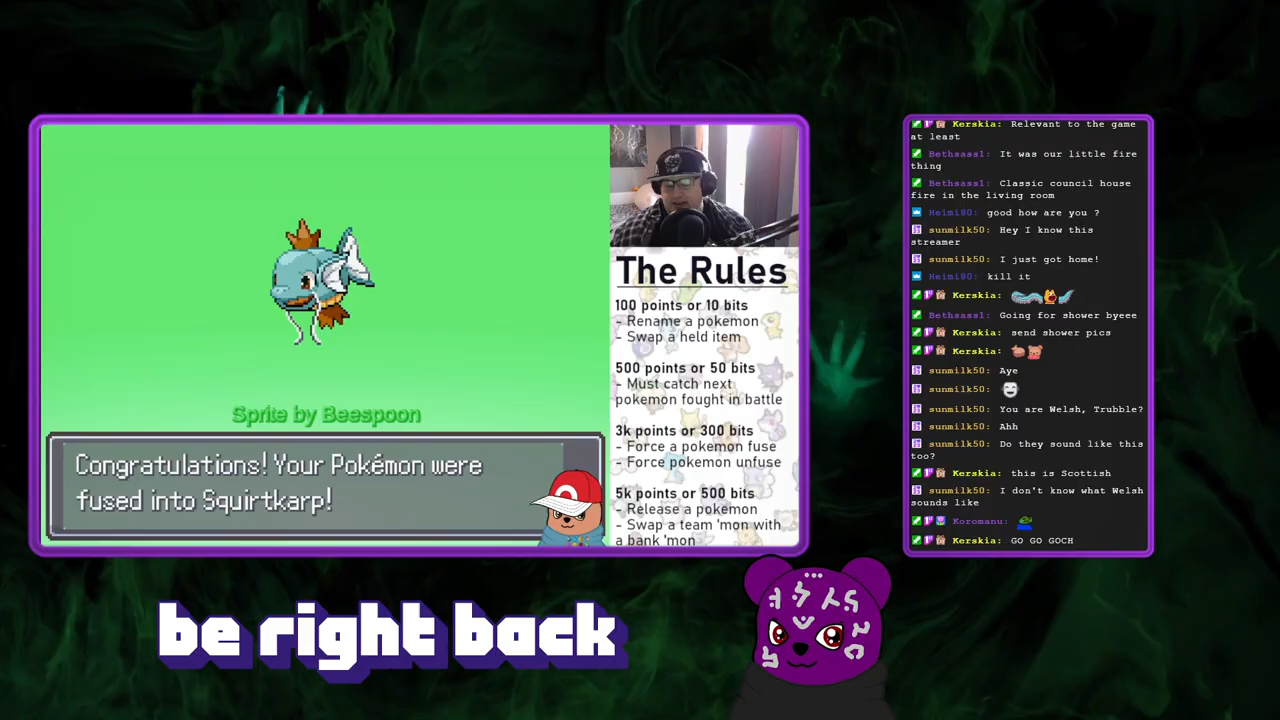 Sprite by Beespoon
Congratulations! Your Pokémon were
fused into Squirtkarp!
The Rules
100 points or 10 bits
- Rename a pokemon
- Swap a held item
500 points or 50 bits
- Must catch next
pokemon fought in battle
3k points or 300 bits
- Force a pokemon fuse
- Force pokemon unfuse
5k points or 500 bits
- Release a pokemon
- Swap a team 'mon with
a bank 'mon
Kerskia: Relevant to the game
at least
Bethsassl: It was our little fire
thing
Bethsassl: Classic council house
fire in the living room
Heimi80: good how are you ?
sunmilk50: Hey I know this
streamer
sunmilk50: I just got home!
Heimi80: kill it
Kerskia:
Bethsassl: Going for shower byeee
Kerskia: send shower pics
Kerskia:
sunmilk50: Aye
sunmilk50:
sunmilk50: You are Welsh, Trubble?
sunmilk50: Ahh
sunmilk50: Do they sound like this
too?
Kerskia: this is Scottish
sunmilk50: I don't know what Welsh
sounds like
Koromanu:
Kerskia: GO GO GOCH
be right back